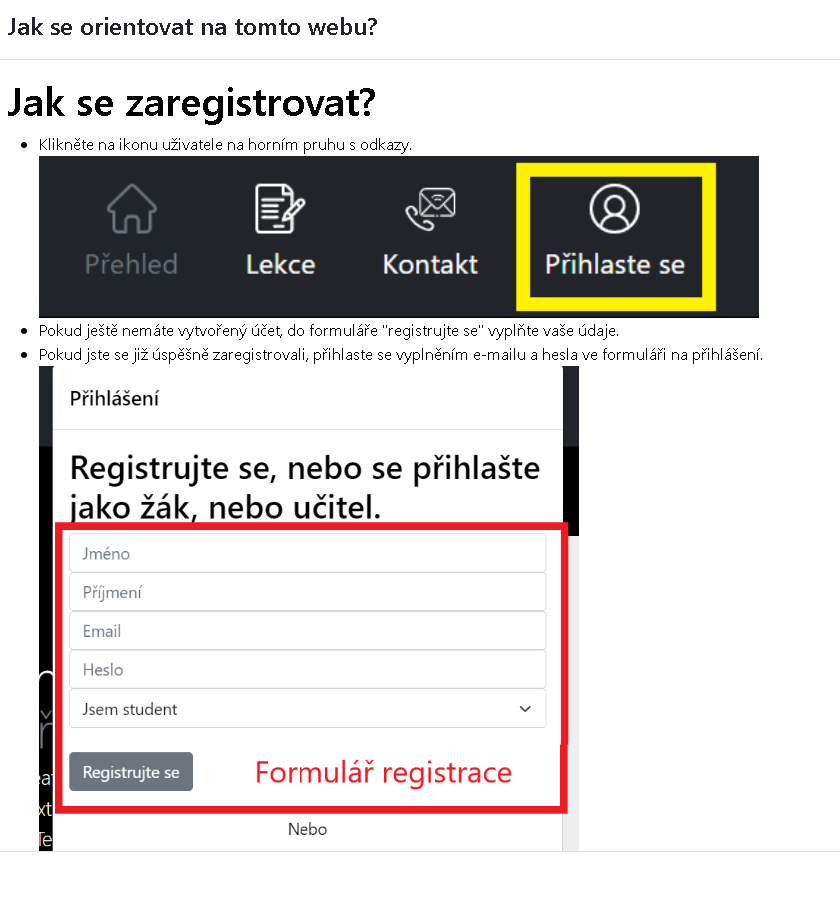 Jak se orientovat na tomto webu?
Jak se zaregistrovat?
Klikněte na ikonu uživatele na horním pruhu s odkazy.
Přehled
Lekce
Kontakt
Přihlaste se
Pokud ještě nemáte vytvořený účet, do formuláře "registrujte se" vyplňte vaše údaje.
Pokud jste se již úspěšně zaregistrovali, přihlaste se vyplněním e-mailu a hesla ve formuláři na přihlášení.
Přihlášení
Registrujte se, nebo se přihlašte
jako žák, nebo učitel.
Jméno
Příjmení
Email
Heslo
Jsem student
Registrujte se
Formulář registrace
Nebo